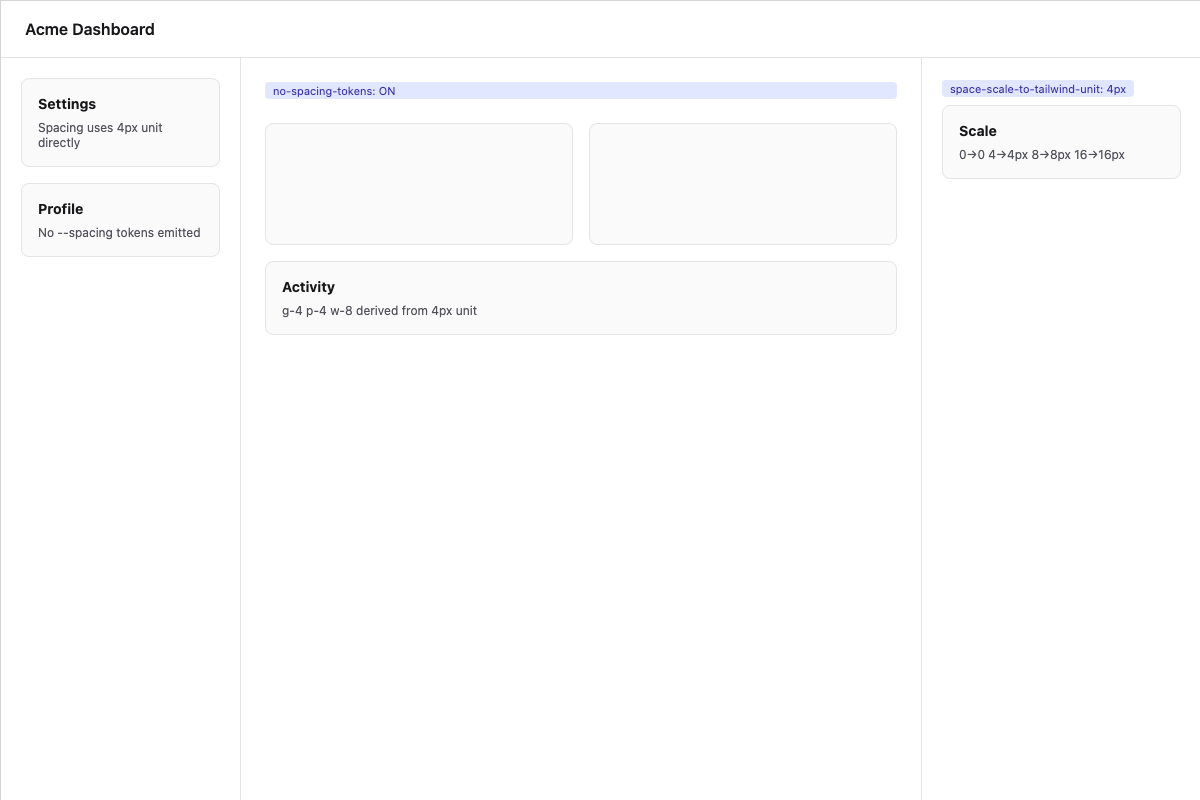 Acme Dashboard
Settings
Spacing uses 4px unit
directly
Profile
No --spacing tokens emitted
no-spacing-tokens: ON
Activity
g-4 p-4 w-8 derived from 4px unit
space-scale-to-tailwind-unit: 4px
Scale
0→0 4→4px 8→8px 16→16px